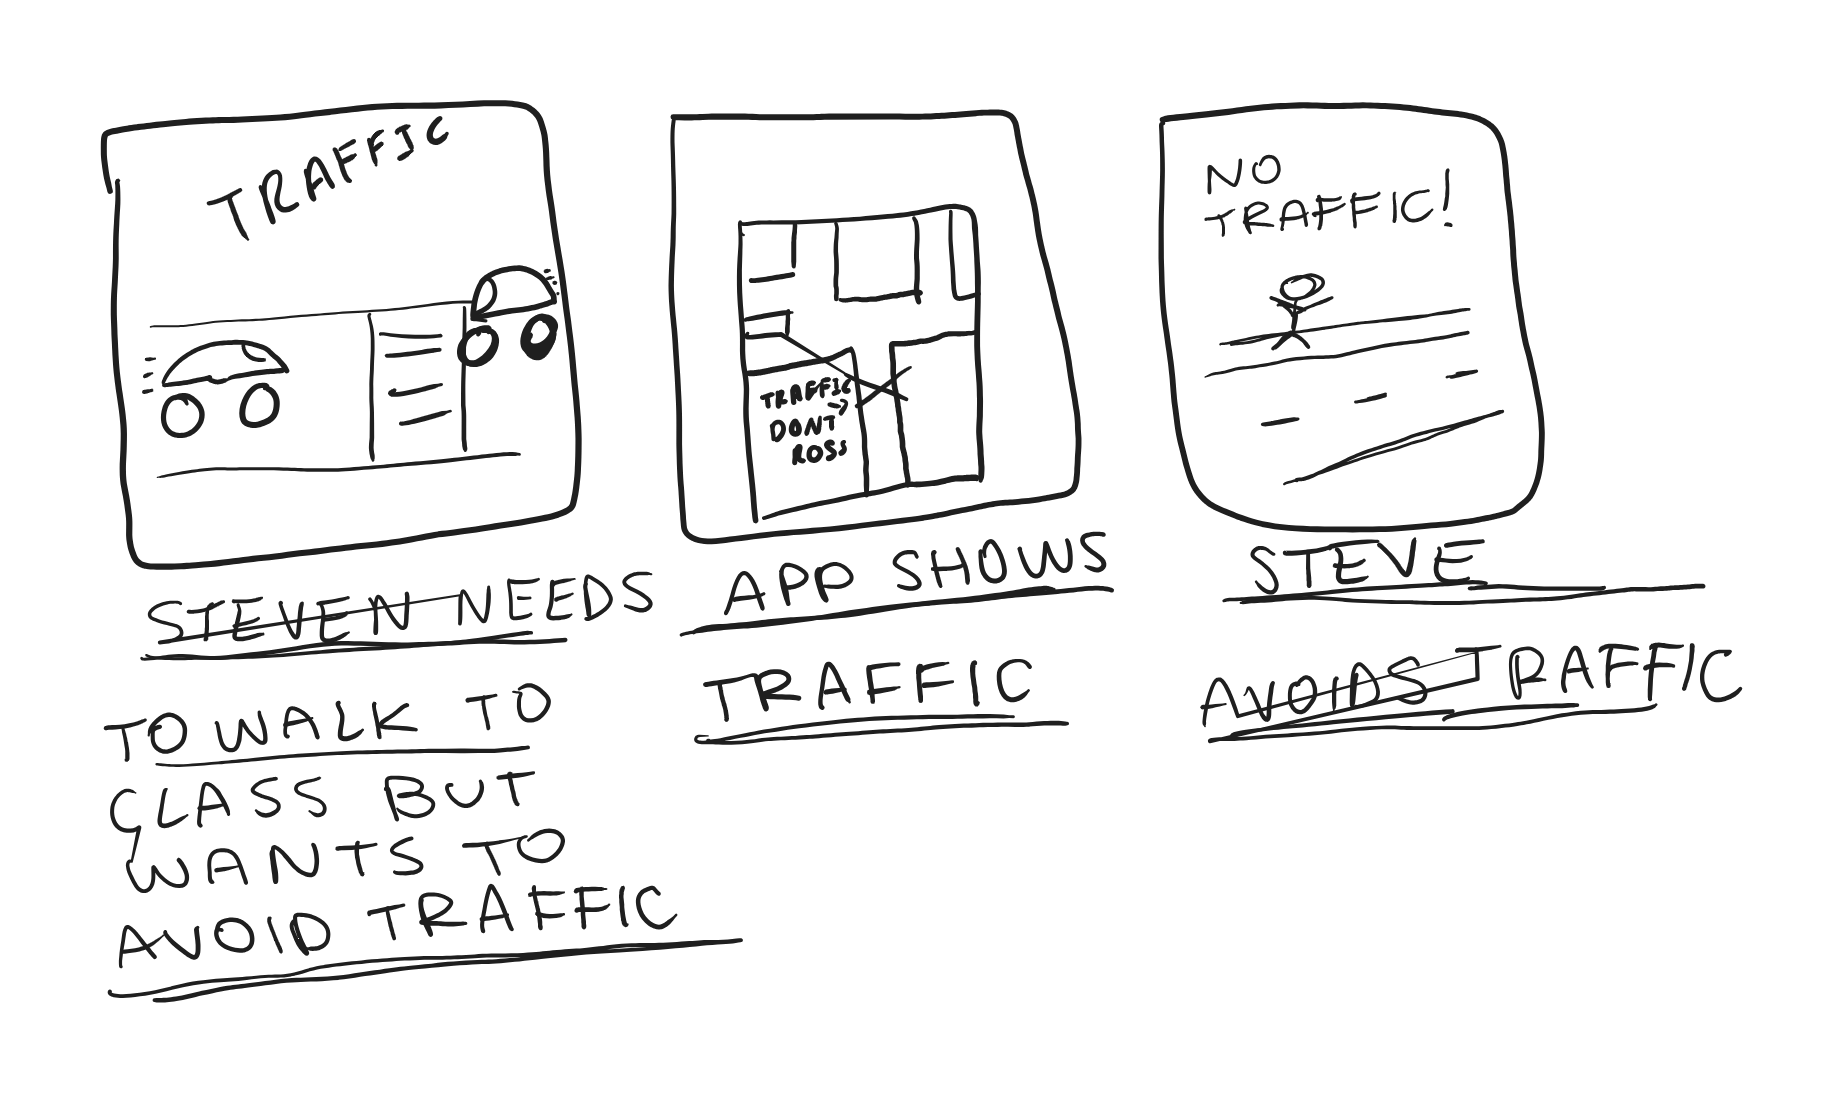 TRAFFIC
TRAFFIC
DONT
ROSS
NO
TRAFFIC!
STEVEN NEEDS
TO WALK TO
CLASS BUT
WANTS TO
AVOID TRAFFIC
APP SHOWS
TRAFFIC
STEVE
AVOIDS TRAFFIC